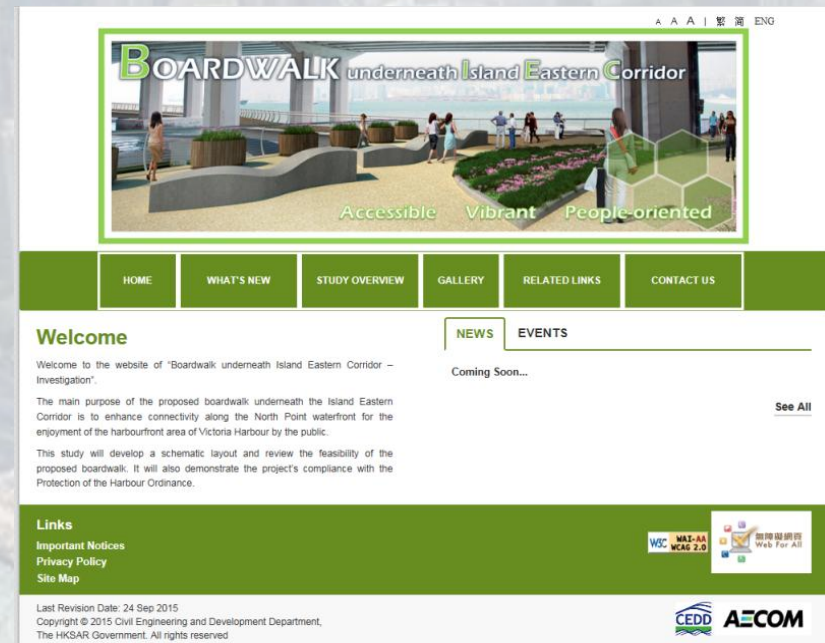 A A A | 繁 简 ENG
BOARDWALK underneath Island Eastern Corridor
Accessible Vibrant People-oriented
HOME WHAT'S NEW STUDY OVERVIEW GALLERY RELATED LINKS CONTACT US
Welcome
Welcome to the website of "Boardwalk underneath Island Eastern Corridor –
Investigation".
The main purpose of the proposed boardwalk underneath the Island Eastern
Corridor is to enhance connectivity along the North Point waterfront for the
enjoyment of the harbourfront area of Victoria Harbour by the public.
This study will develop a schematic layout and review the feasibility of the
proposed boardwalk. It will also demonstrate the project's compliance with the
Protection of the Harbour Ordinance.
NEWS EVENTS
Coming Soon...
See All
Links
Important Notices
Privacy Policy
Site Map
W3C WAI-AA
WCAG 2.0
無障礙網頁
Web For All
Last Revision Date: 24 Sep 2015
Copyright © 2015 Civil Engineering and Development Department,
The HKSAR Government. All rights reserved
CEDD AECOM